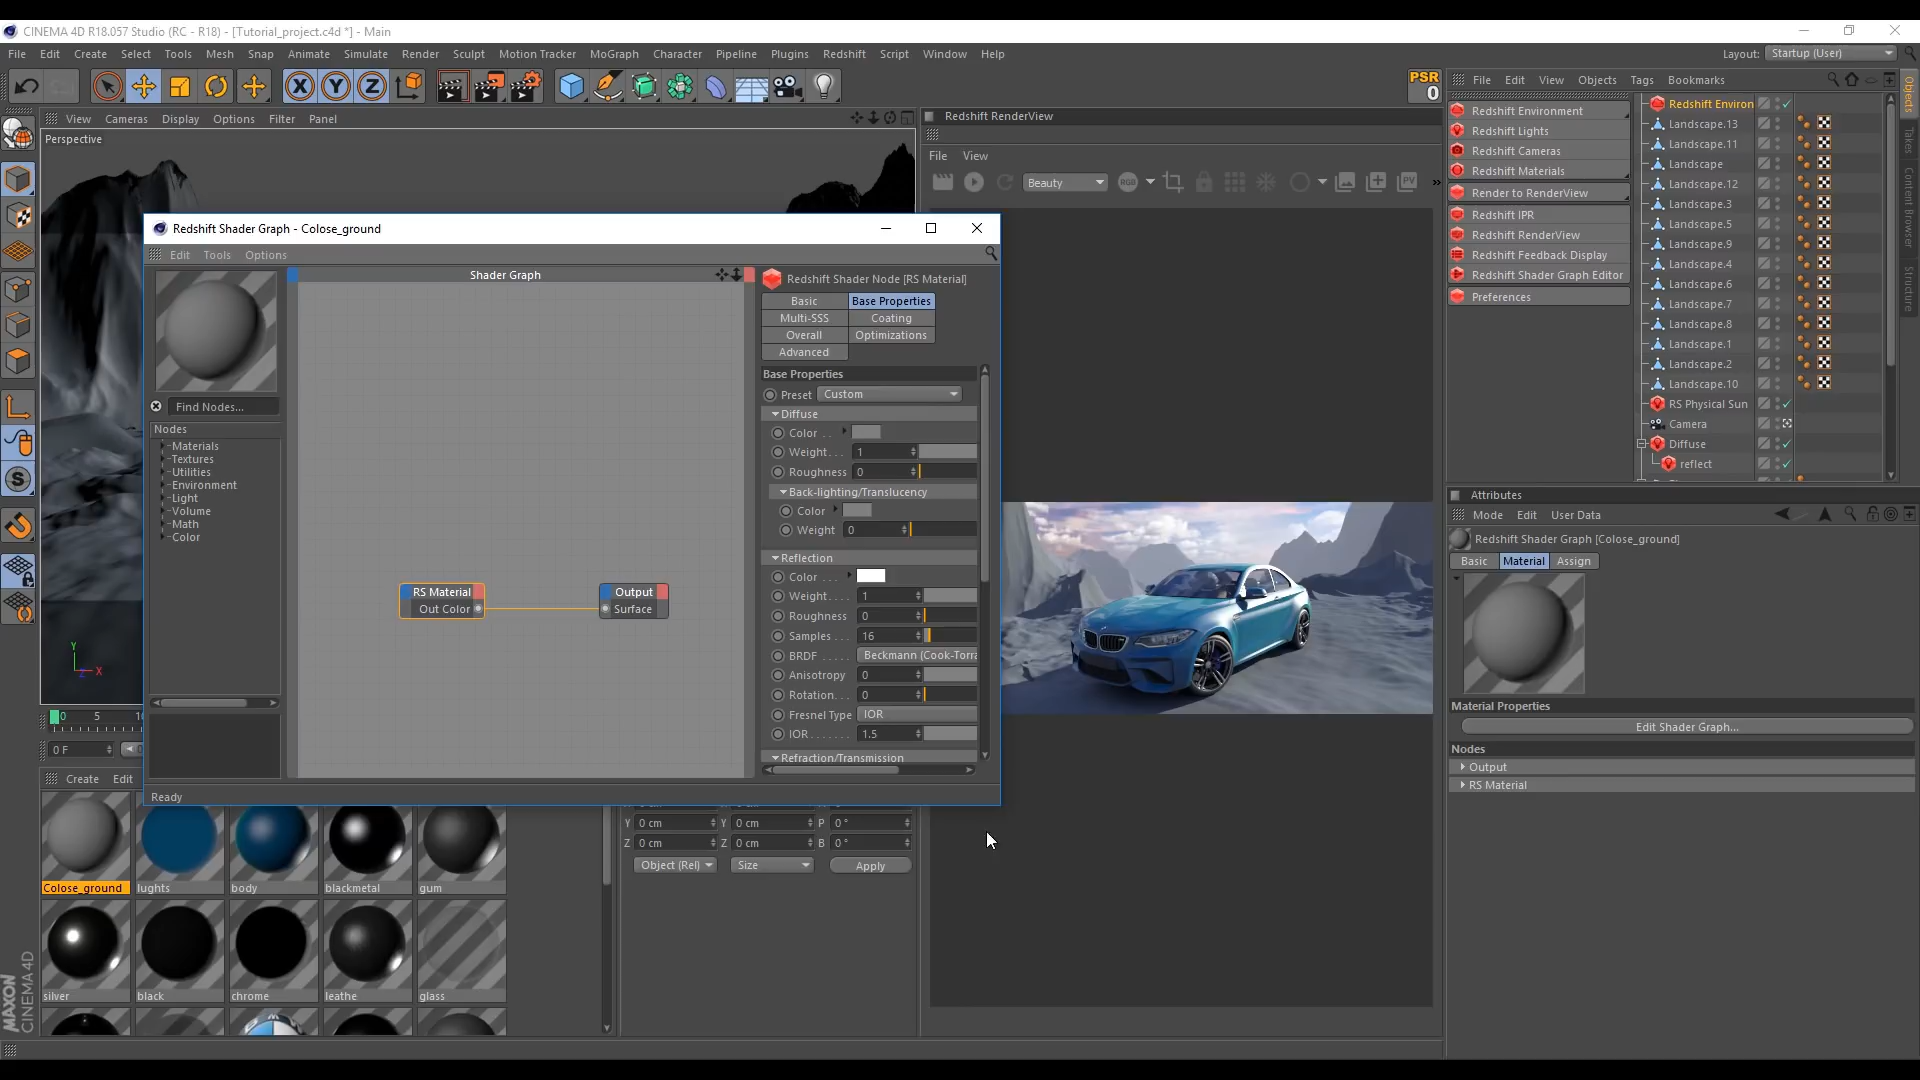 CINEMA 4D R18.057 Studio (RC - R18) - [Tutorial_project.c4d *] - Main
File Edit Create Select Tools Mesh Snap Animate Simulate Render Sculpt Motion Tracker MoGraph Character Pipeline Plugins Redshift Script Window Help
Layout: Startup (User)
X Y Z
PSR
0
View Cameras Display Options Filter Panel
Perspective
Redshift RenderView
File View
Beauty
RGB
PV
»
Redshift Shader Graph - Colose_ground
Edit Tools Options
Shader Graph
Find Nodes...
Nodes
Materials
Textures
Utilities
Environment
Light
Volume
Math
Color
RS Material
Out Color
Output
Surface
Redshift Shader Node [RS Material]
Basic Base Properties
Multi-SSS Coating
Overall Optimizations
Advanced
Base Properties
Preset Custom
Diffuse
Color . .
Weight. . . 1
Roughness 0
Back-lighting/Translucency
Color
Weight 0
Reflection
Color . . .
Weight. . . 1
Roughness 0
Samples . . . 16
BRDF . . . . . Beckmann (Cook-Torra
Anisotropy 0
Rotation. . . 0
Fresnel Type IOR
IOR. . . . . . . 1.5
Refraction/Transmission
Ready
Y
Z X
0 5
0 F
Create Edit
Colose_ground lughts body blackmetal gum
silver black chrome leathe glass
Y 0 cm Y 0 cm P 0 °
Z 0 cm Z 0 cm B 0 °
Object (Rel) Size Apply
MAXON
CINEMA 4D
File Edit View Objects Tags Bookmarks
Redshift Environment
Redshift Lights
Redshift Cameras
Redshift Materials
Render to RenderView
Redshift IPR
Redshift RenderView
Redshift Feedback Display
Redshift Shader Graph Editor
Preferences
Redshift Environ
Landscape.13
Landscape.11
Landscape
Landscape.12
Landscape.3
Landscape.5
Landscape.9
Landscape.4
Landscape.6
Landscape.7
Landscape.8
Landscape.1
Landscape.2
Landscape.10
RS Physical Sun
Camera
Diffuse
reflect
Objects
Takes
Content Browser
Structure
Attributes
Mode Edit User Data
Redshift Shader Graph [Colose_ground]
Basic Material Assign
Material Properties
Edit Shader Graph...
Nodes
Output
RS Material